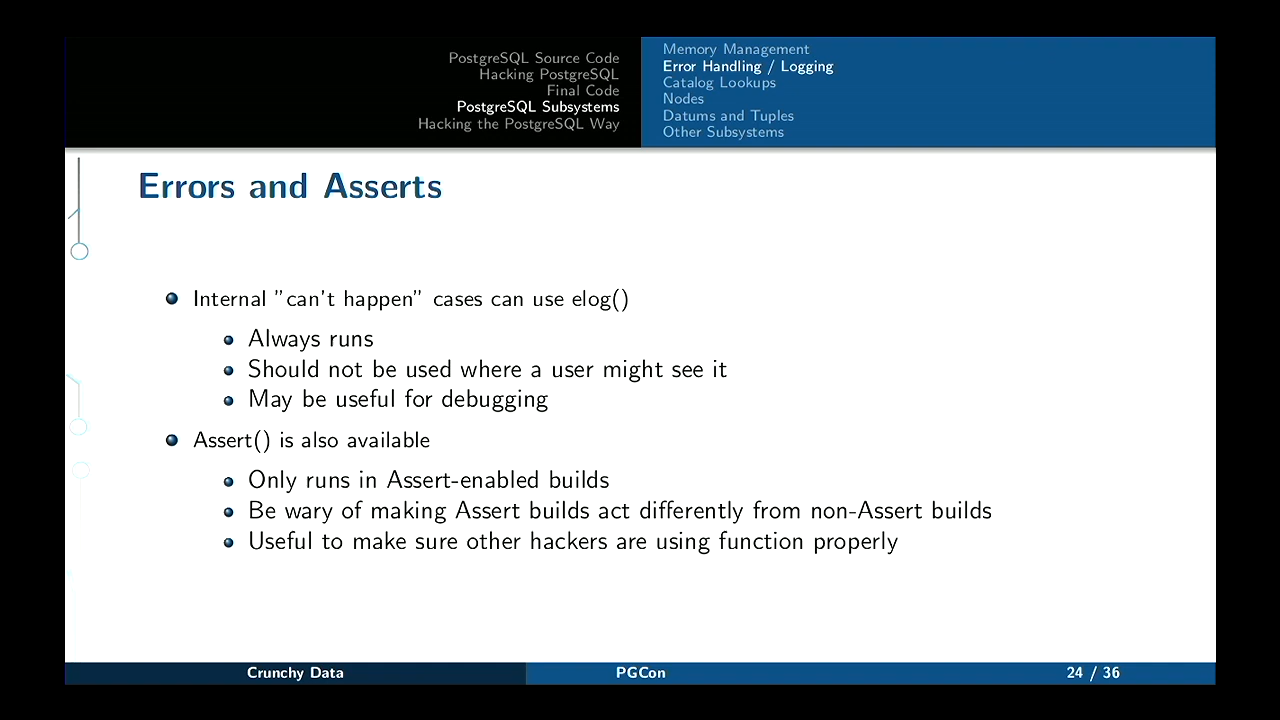 PostgreSQL Source Code
Hacking PostgreSQL
Final Code
PostgreSQL Subsystems
Hacking the PostgreSQL Way
Memory Management
Error Handling / Logging
Catalog Lookups
Nodes
Datums and Tuples
Other Subsystems
Errors and Asserts
Internal ”can’t happen” cases can use elog()
Always runs
Should not be used where a user might see it
May be useful for debugging
Assert() is also available
Only runs in Assert-enabled builds
Be wary of making Assert builds act differently from non-Assert builds
Useful to make sure other hackers are using function properly
Crunchy Data
PGCon
24 / 36